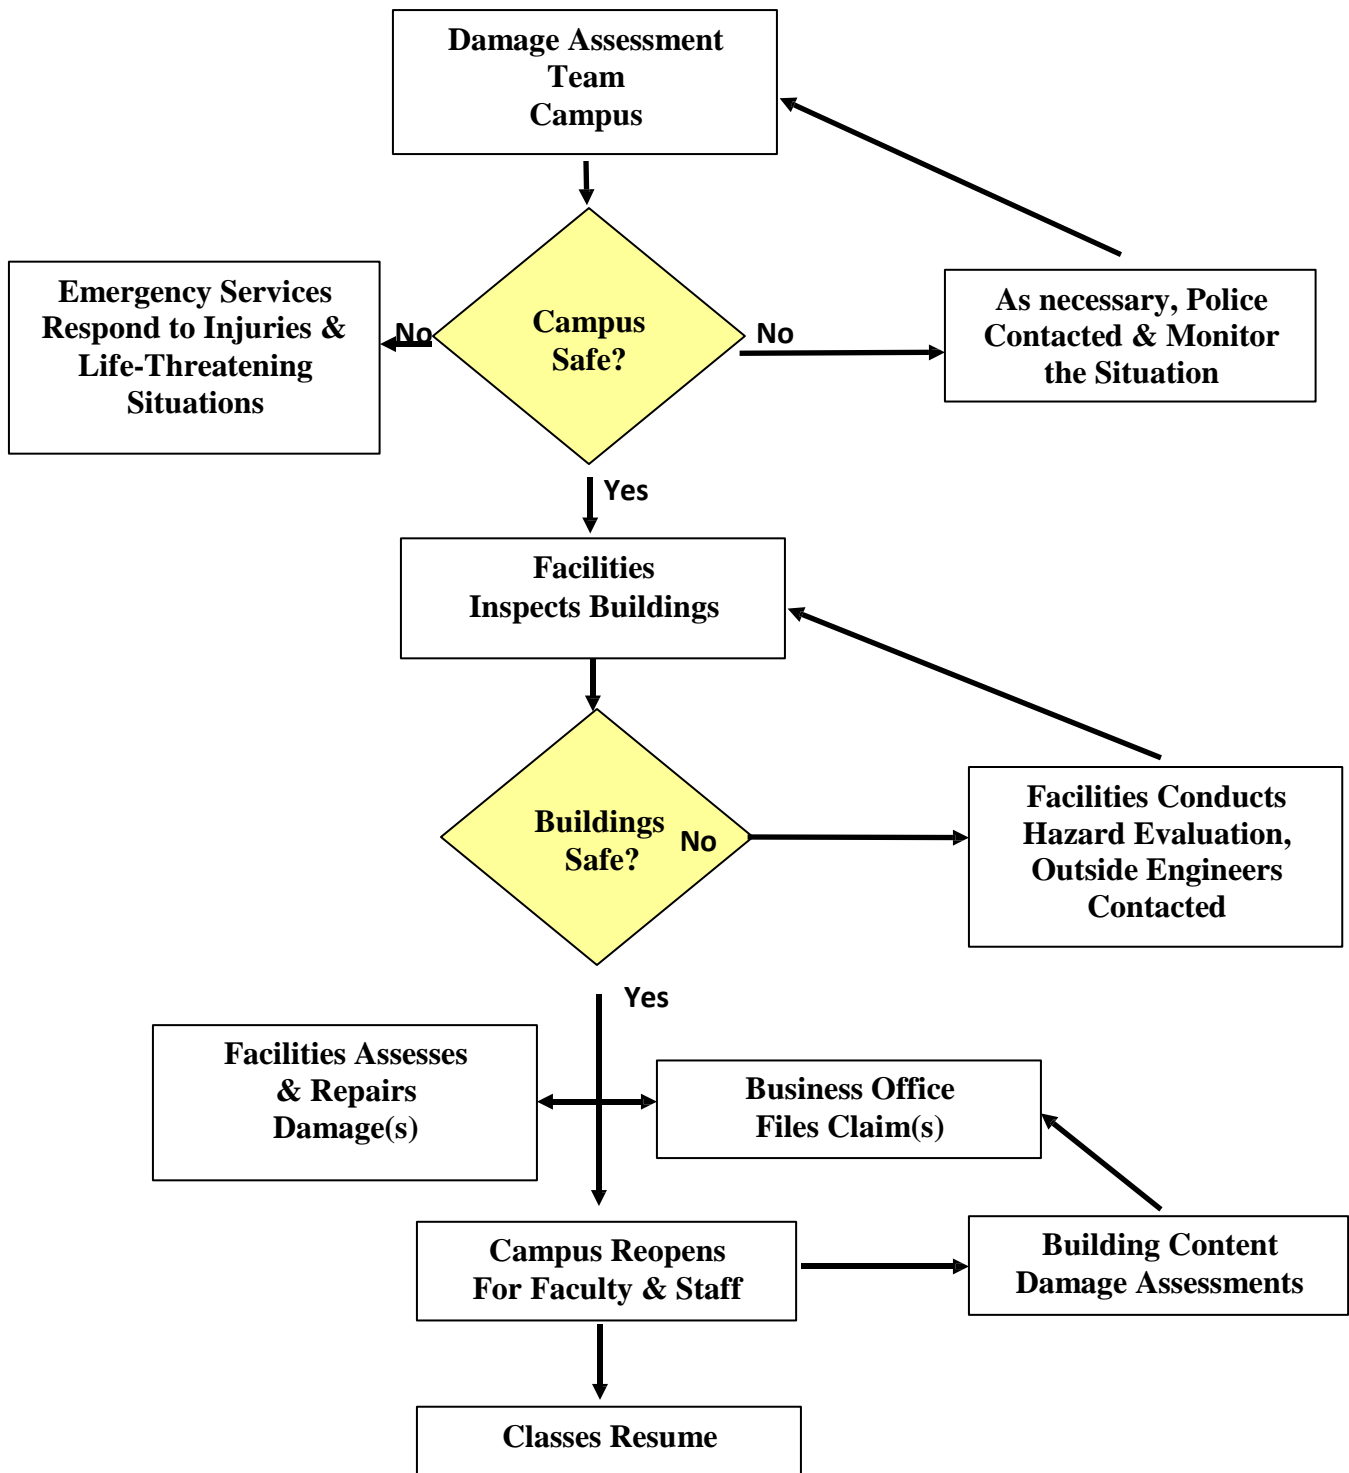 Damage Assessment
Team
Campus
Emergency Services
Respond to Injuries &
Life-Threatening
Situations
No
Campus
Safe?
No
As necessary, Police
Contacted & Monitor
the Situation
Yes
Facilities
Inspects Buildings
Buildings
Safe?
No
Facilities Conducts
Hazard Evaluation,
Outside Engineers
Contacted
Yes
Facilities Assesses
& Repairs
Damage(s)
Business Office
Files Claim(s)
Campus Reopens
For Faculty & Staff
Building Content
Damage Assessments
Classes Resume